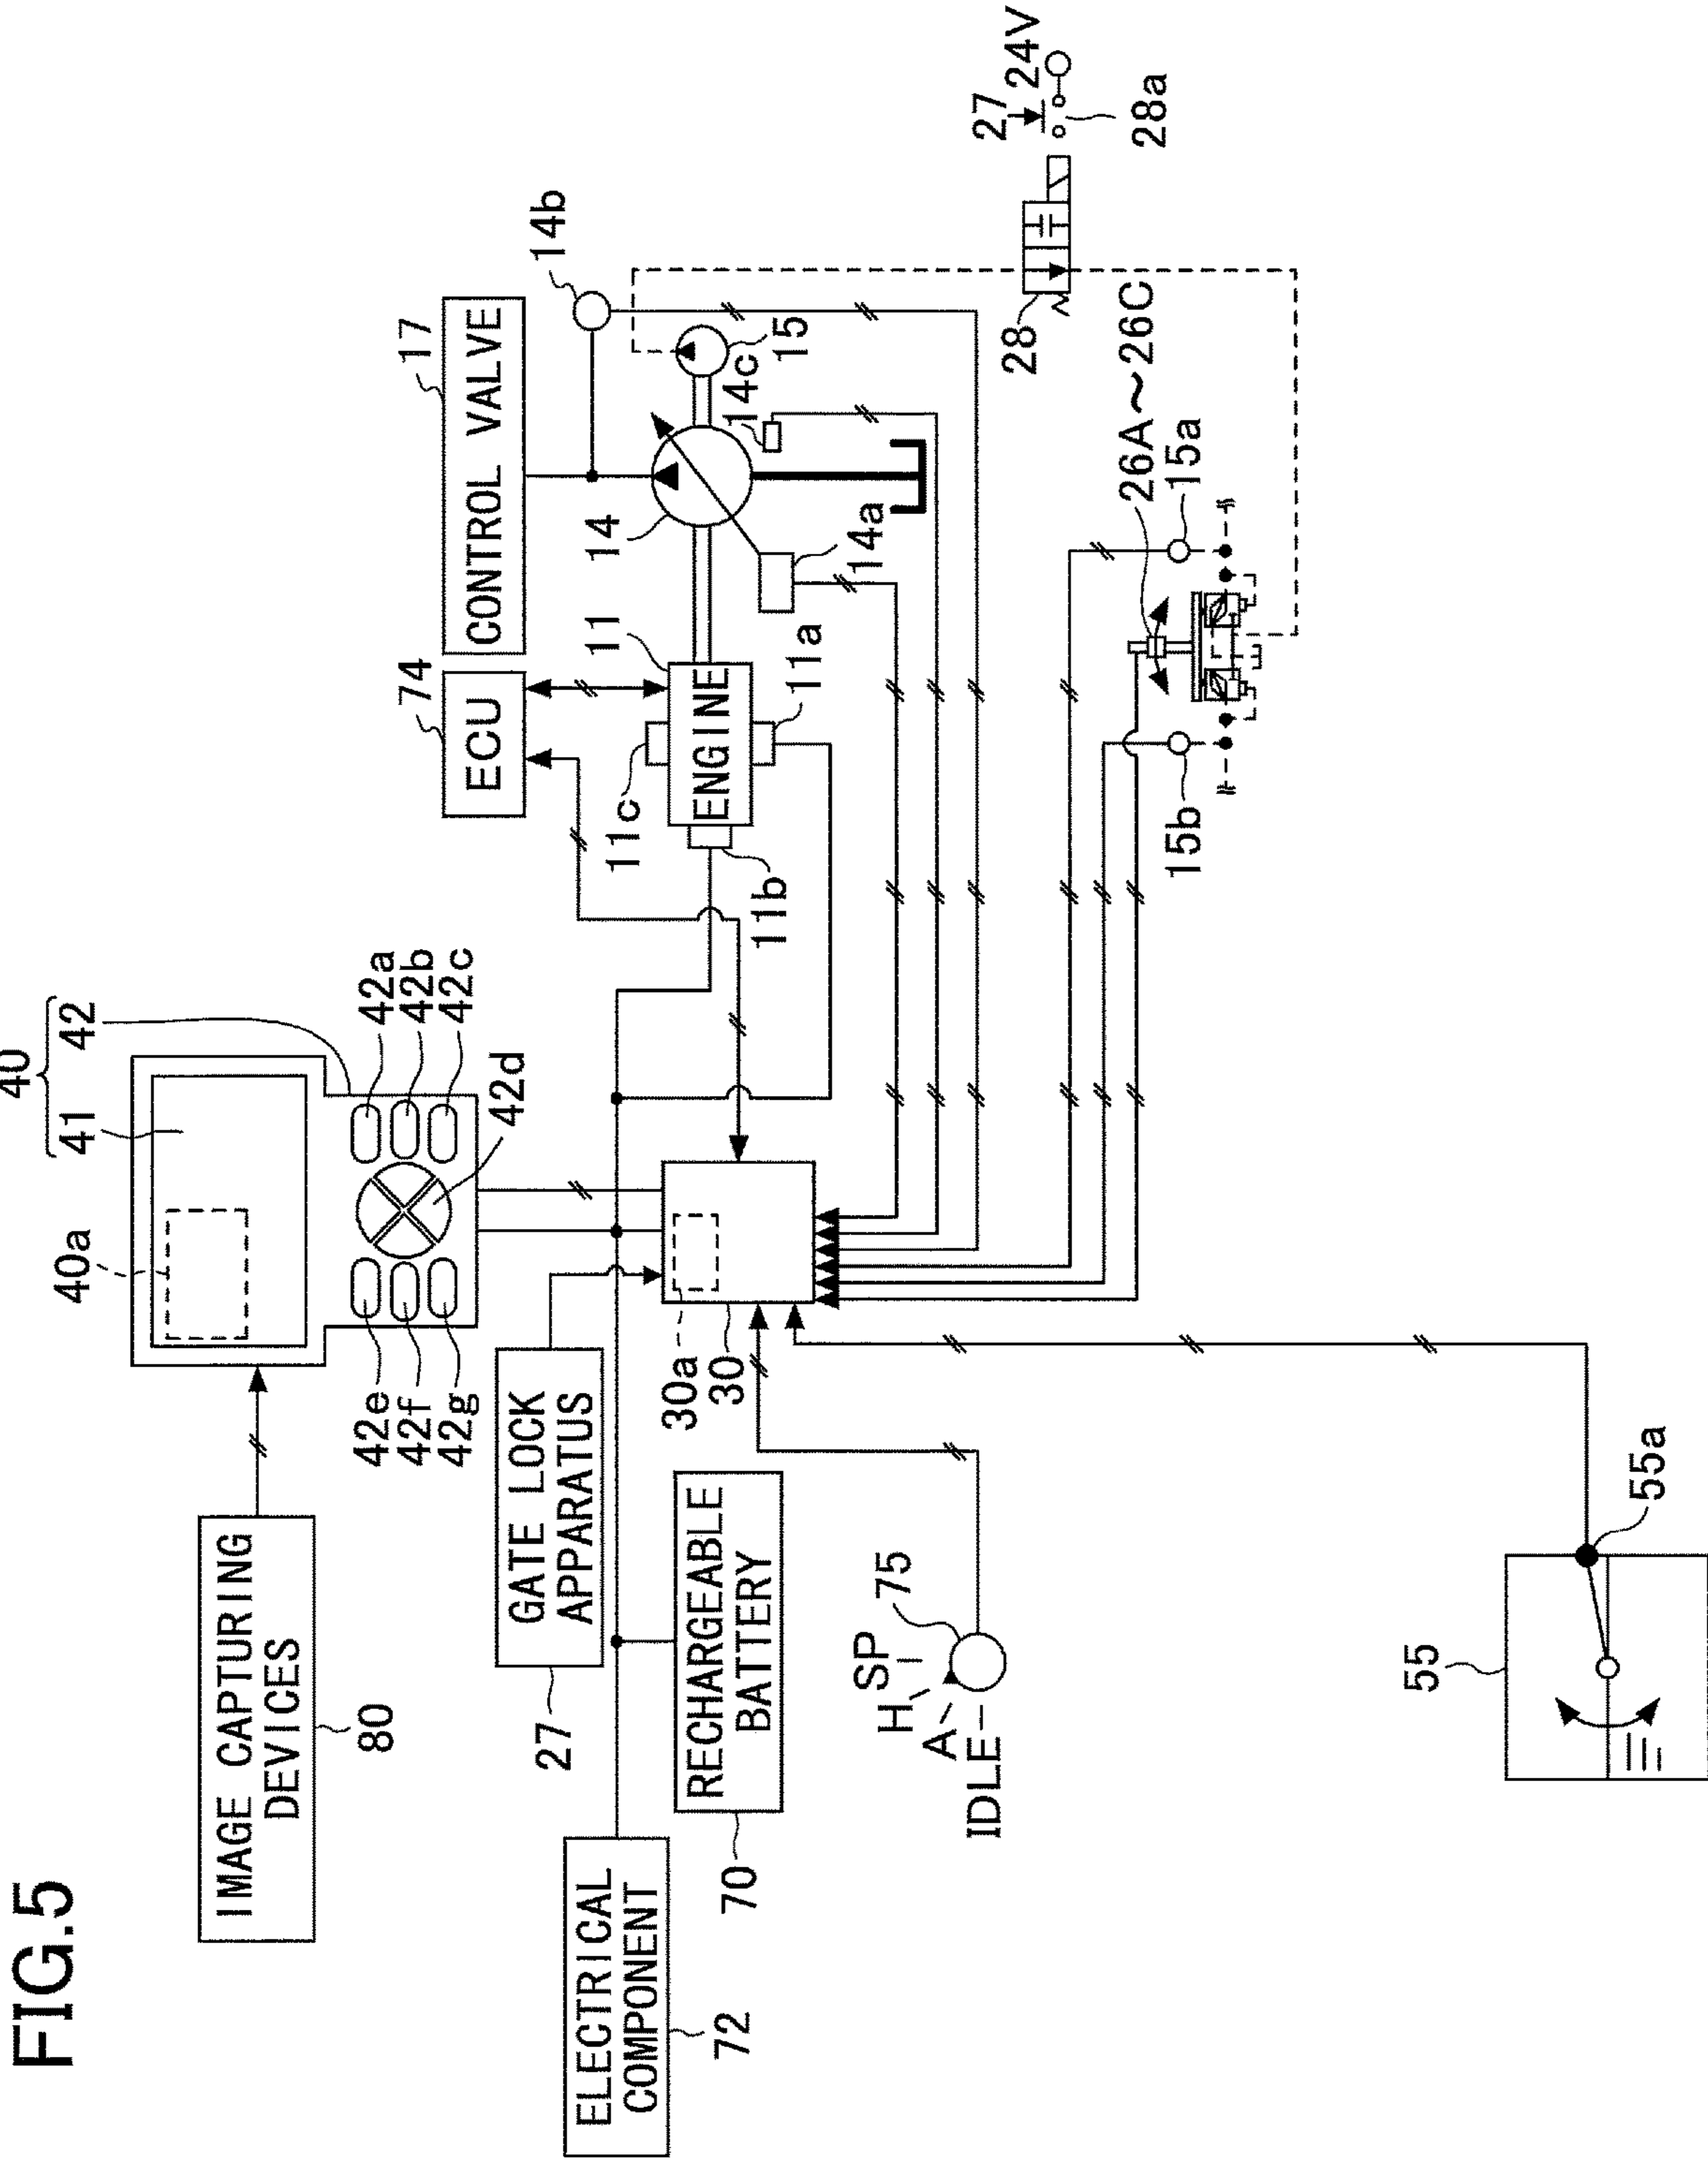 FIG.5
40
41 42
40a
42a
42b
42c
42d
42e
42f
42g
IMAGE CAPTURING
DEVICES
80
74
ECU
17
CONTROL VALVE
14b
11
ENGINE
11a
11b
11c
14
14a
14c
15
GATE LOCK
APPARATUS
27
30a
30
ELECTRICAL
COMPONENT
72
RECHARGEABLE
BATTERY
70
SP
H
A
IDLE
75
27
24V
28
28a
26A~26C
15a
15b
55
55a